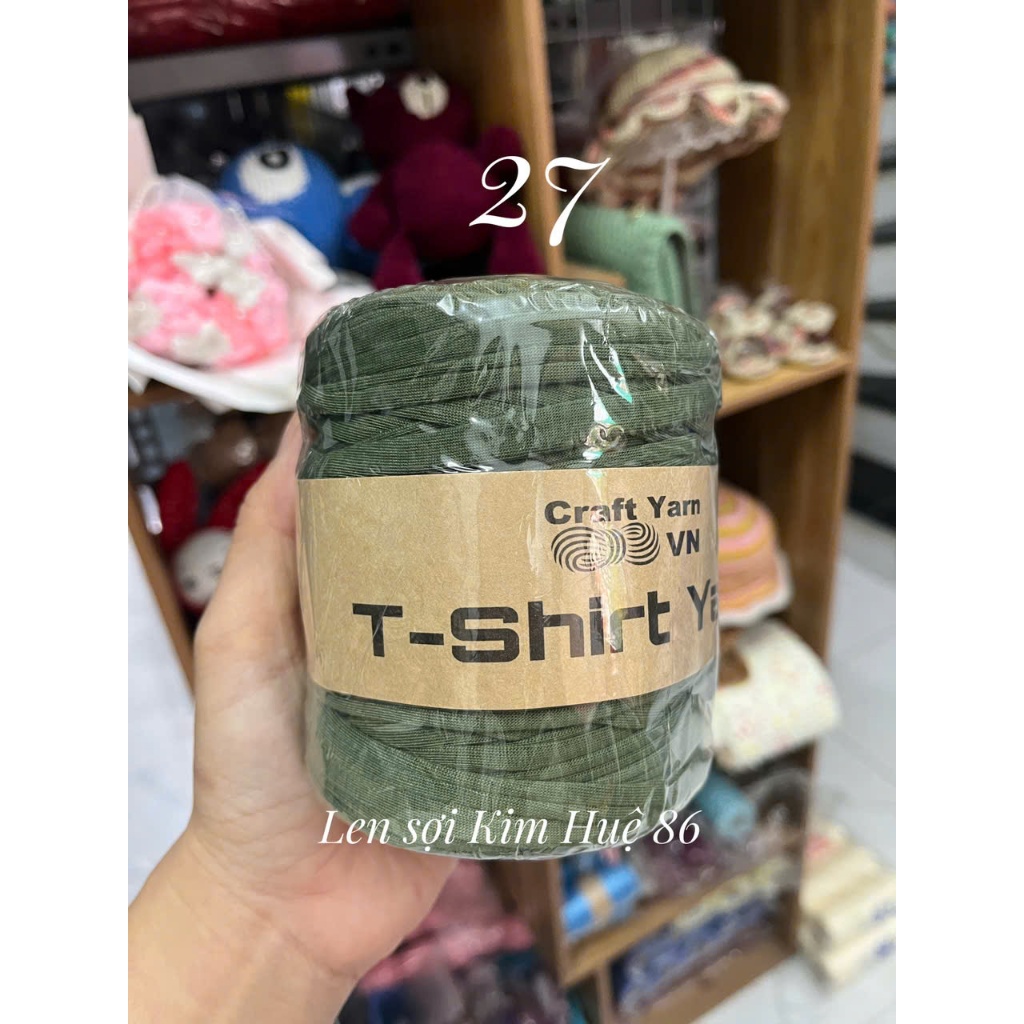 27
Craft Yarn
VN
T-Shirt Ya
Len sợi Kim Huệ 86